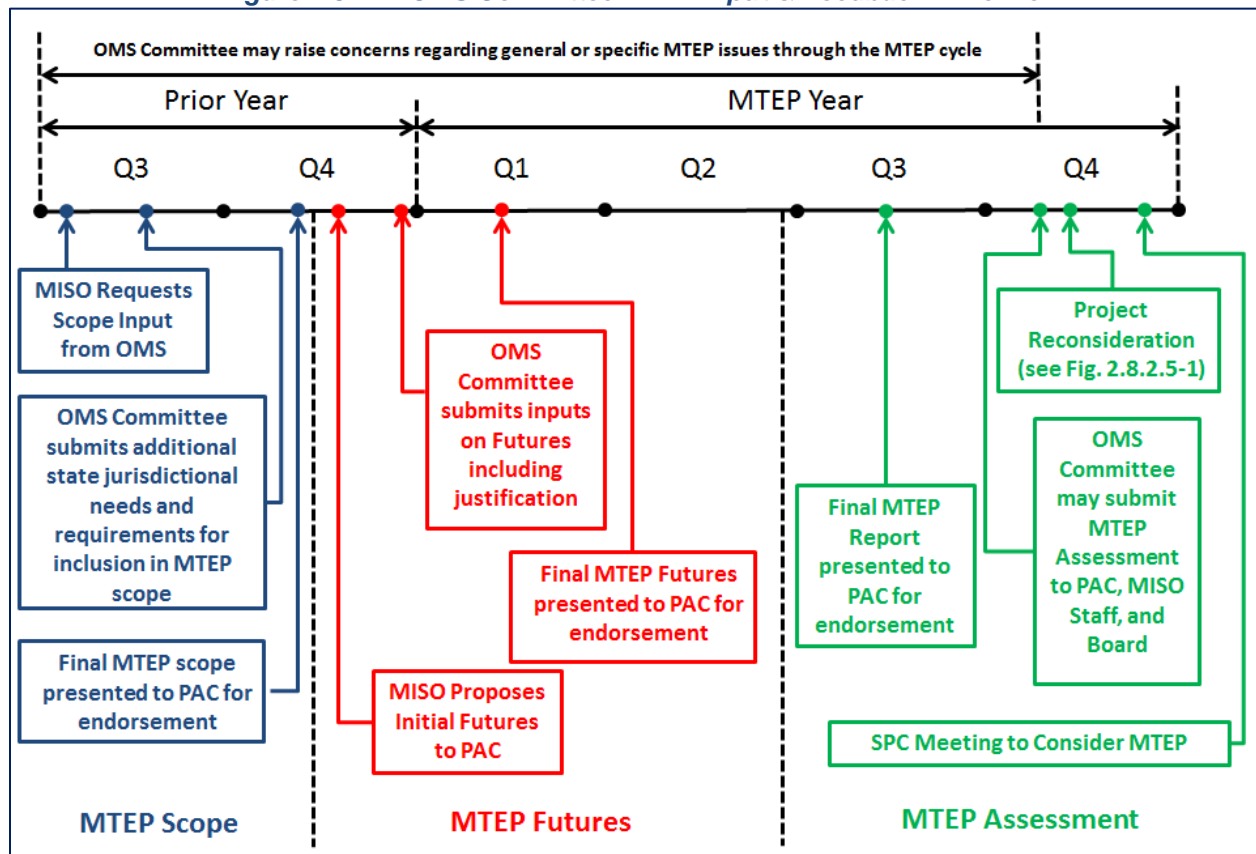 OMS Committee may raise concerns regarding general or specific MTEP issues through the MTEP cycle
Prior Year
MTEP Year
Q3
Q4
Q1
Q2
Q3
Q4
MISO Requests
Scope Input
from OMS
OMS Committee
submits additional
state jurisdictional
needs and
requirements for
inclusion in MTEP
scope
Final MTEP scope
presented to PAC for
endorsement
OMS
Committee
submits inputs
on Futures
including
justification
Final MTEP Futures
presented to PAC for
endorsement
MISO Proposes
Initial Futures
to PAC
Final MTEP
Report
presented to
PAC for
endorsement
Project
Reconsideration
(see Fig. 2.8.2.5-1)
OMS
Committee
may submit
MTEP
Assessment
to PAC, MISO
Staff, and
Board
SPC Meeting to Consider MTEP
MTEP Scope
MTEP Futures
MTEP Assessment